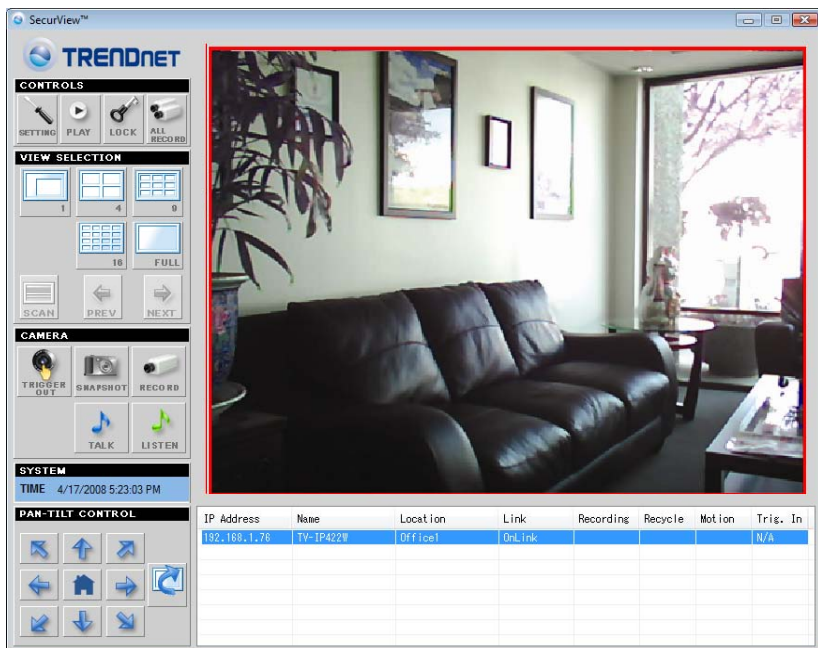 SecurView™
TRENDNET
CONTROLS
SETTING PLAY LOCK ALL RECORD
VIEW SELECTION
1 4 9
16 FULL
SCAN PREV NEXT
CAMERA
TRIGGER OUT SNAPSHOT RECORD
TALK LISTEN
SYSTEM
TIME 4/17/2008 5:23:03 PM
PAN-TILT CONTROL
IP Address Name Location Link Recording Recycle Motion Trig. In
192.168.1.76 TV-IP422W Office1 OnLink N/A